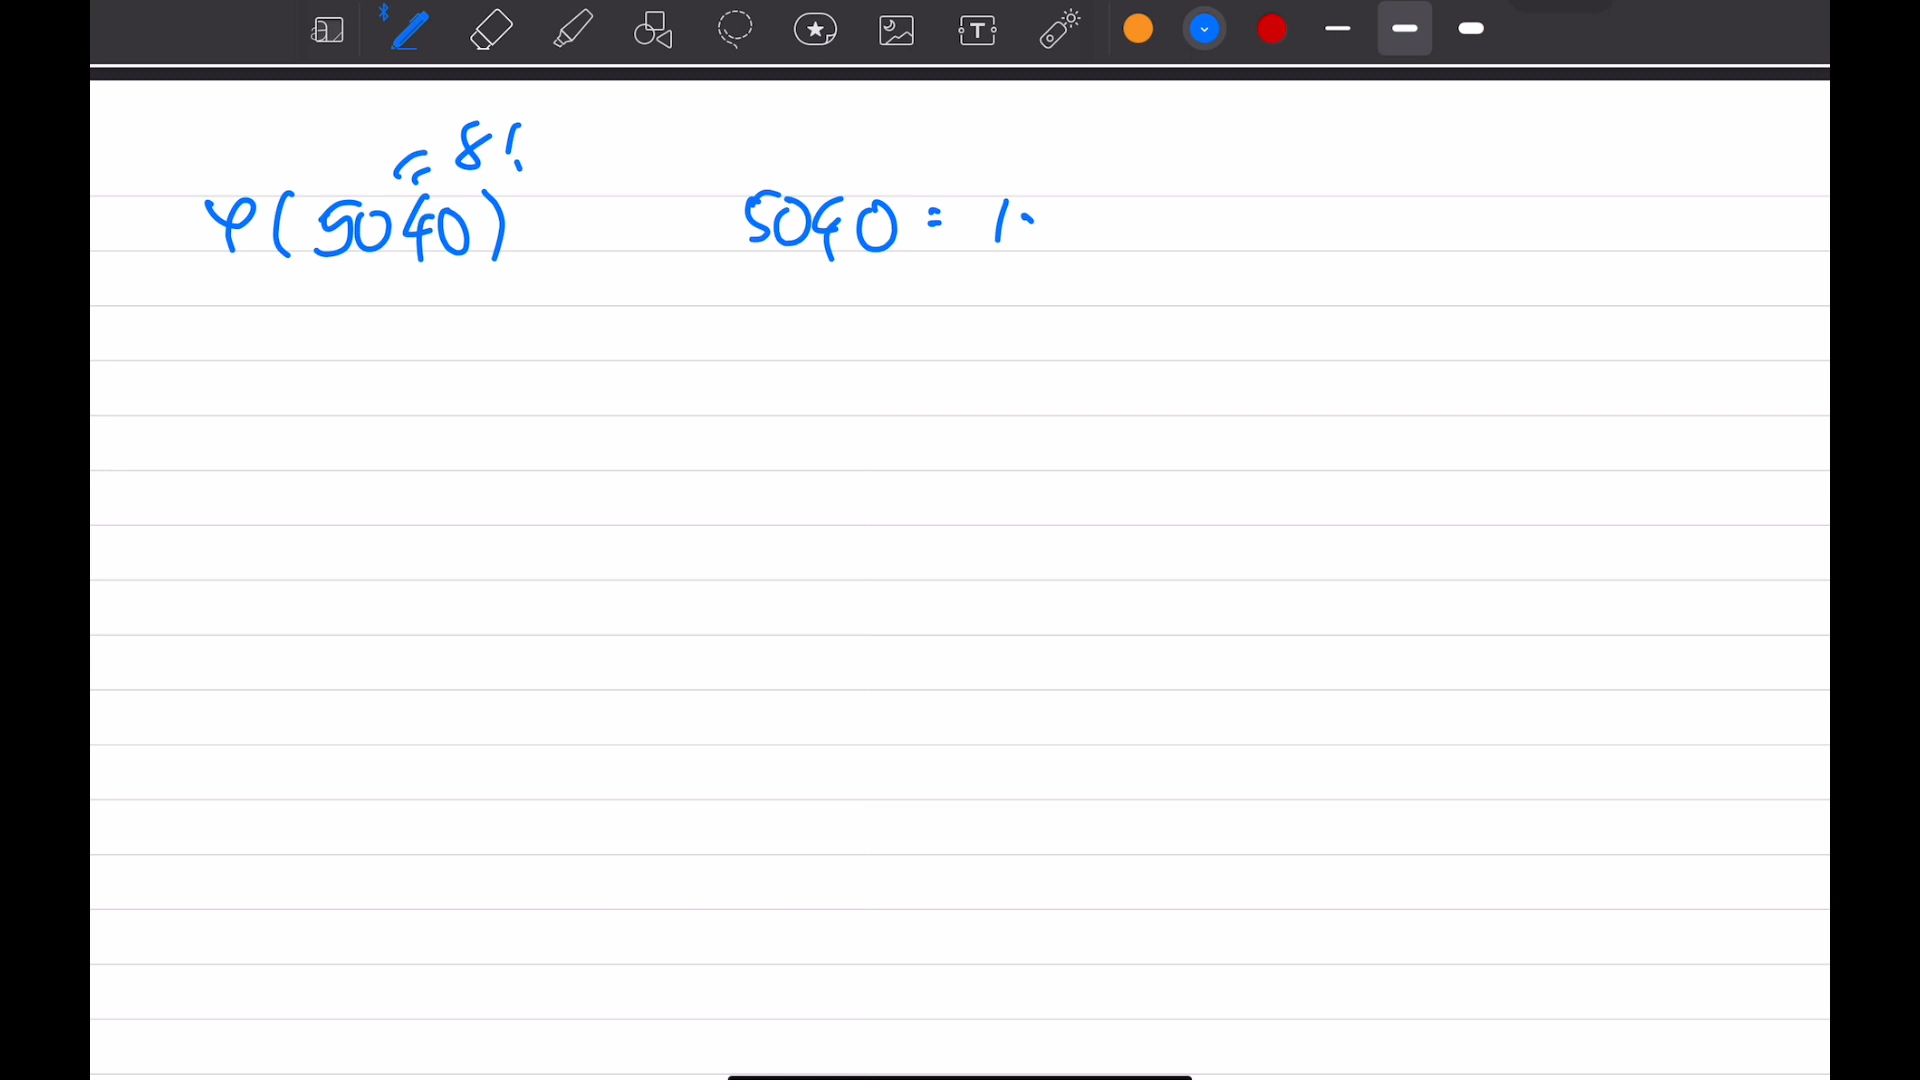 = 8!
φ(5040)
5040 = 1·